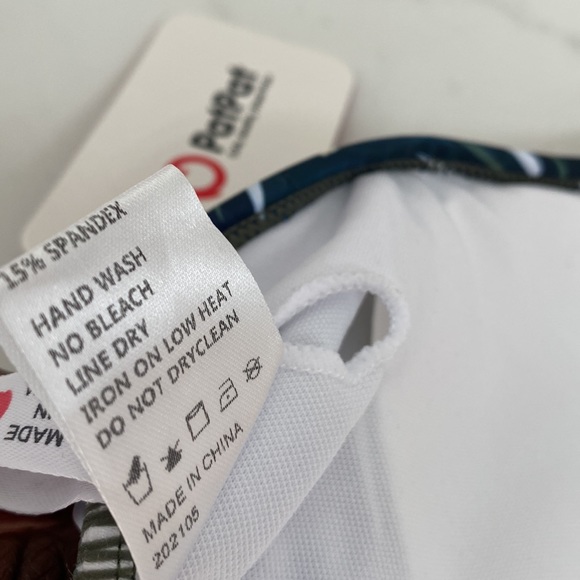 PatPat
15% SPANDEX
HAND WASH
NO BLEACH
LINE DRY
IRON ON LOW HEAT
DO NOT DRYCLEAN
MADE IN CHINA
202105
MADE
IN